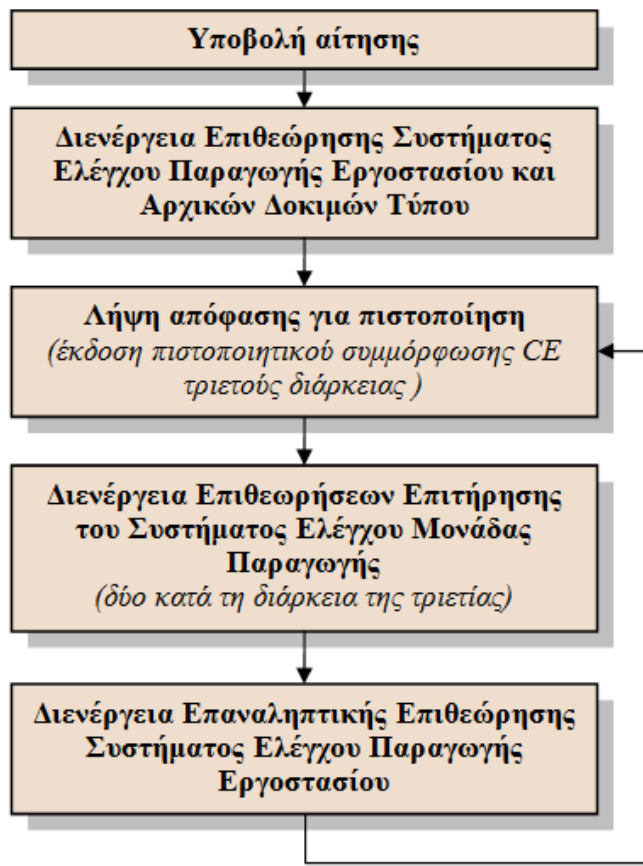 Υποβολή αίτησης
Διενέργεια Επιθεώρησης Συστήματος
Ελέγχου Παραγωγής Εργοστασίου και
Αρχικών Δοκιμών Τύπου
Λήψη απόφασης για πιστοποίηση
(έκδοση πιστοποιητικού συμμόρφωσης CE
τριετούς διάρκειας )
Διενέργεια Επιθεωρήσεων Επιτήρησης
του Συστήματος Ελέγχου Μονάδας
Παραγωγής
(δύο κατά τη διάρκεια της τριετίας)
Διενέργεια Επαναληπτικής Επιθεώρησης
Συστήματος Ελέγχου Παραγωγής
Εργοστασίου